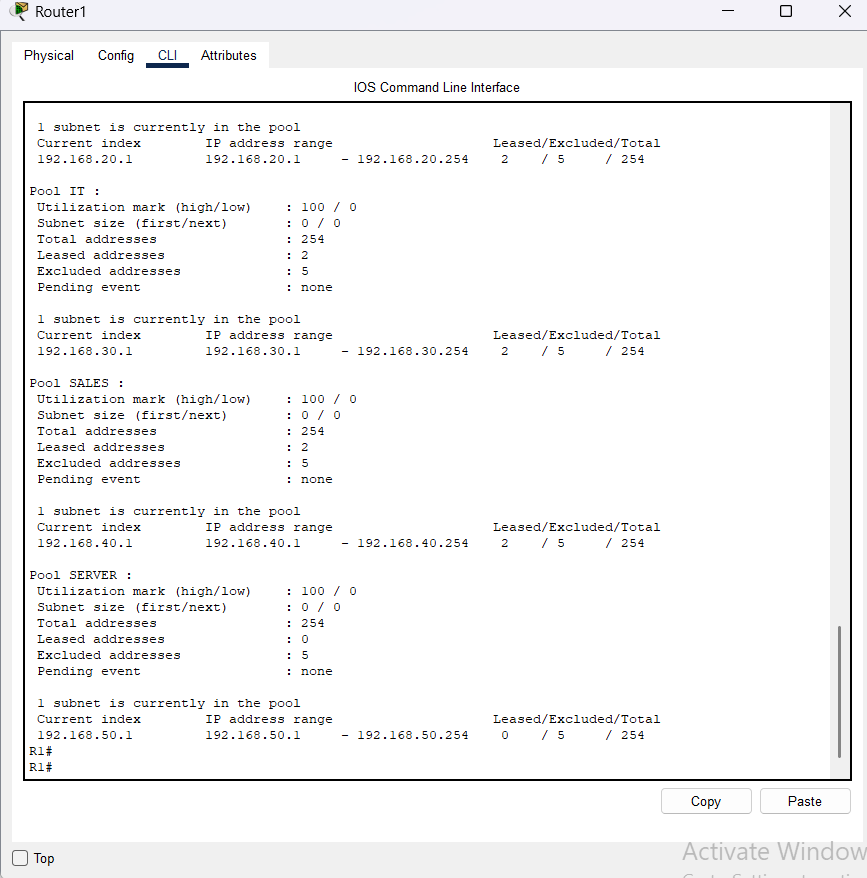 Router1
Physical Config CLI Attributes
IOS Command Line Interface
1 subnet is currently in the pool
Current index IP address range Leased/Excluded/Total
192.168.20.1 192.168.20.1 - 192.168.20.254 2 / 5 / 254
Pool IT :
Utilization mark (high/low) : 100 / 0
Subnet size (first/next) : 0 / 0
Total addresses : 254
Leased addresses : 2
Excluded addresses : 5
Pending event : none
1 subnet is currently in the pool
Current index IP address range Leased/Excluded/Total
192.168.30.1 192.168.30.1 - 192.168.30.254 2 / 5 / 254
Pool SALES :
Utilization mark (high/low) : 100 / 0
Subnet size (first/next) : 0 / 0
Total addresses : 254
Leased addresses : 2
Excluded addresses : 5
Pending event : none
1 subnet is currently in the pool
Current index IP address range Leased/Excluded/Total
192.168.40.1 192.168.40.1 - 192.168.40.254 2 / 5 / 254
Pool SERVER :
Utilization mark (high/low) : 100 / 0
Subnet size (first/next) : 0 / 0
Total addresses : 254
Leased addresses : 0
Excluded addresses : 5
Pending event : none
1 subnet is currently in the pool
Current index IP address range Leased/Excluded/Total
192.168.50.1 192.168.50.1 - 192.168.50.254 0 / 5 / 254
R1#
R1#
Copy Paste
Top
Activate Window